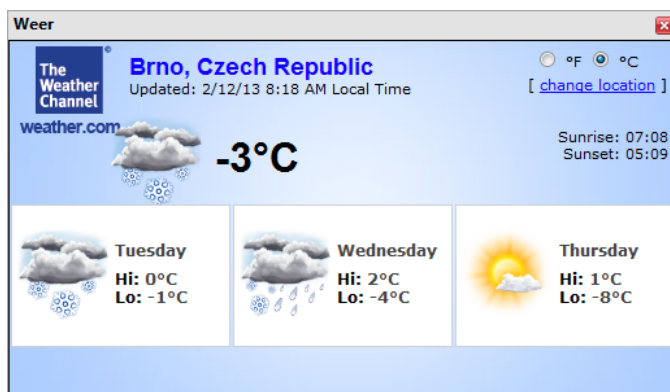 Weer
The
Weather
Channel
weather.com
Brno, Czech Republic
Updated: 2/12/13 8:18 AM Local Time
°F °C
[ change location ]
-3°C
Sunrise: 07:08
Sunset: 05:09
Tuesday
Hi: 0°C
Lo: -1°C
Wednesday
Hi: 2°C
Lo: -4°C
Thursday
Hi: 1°C
Lo: -8°C